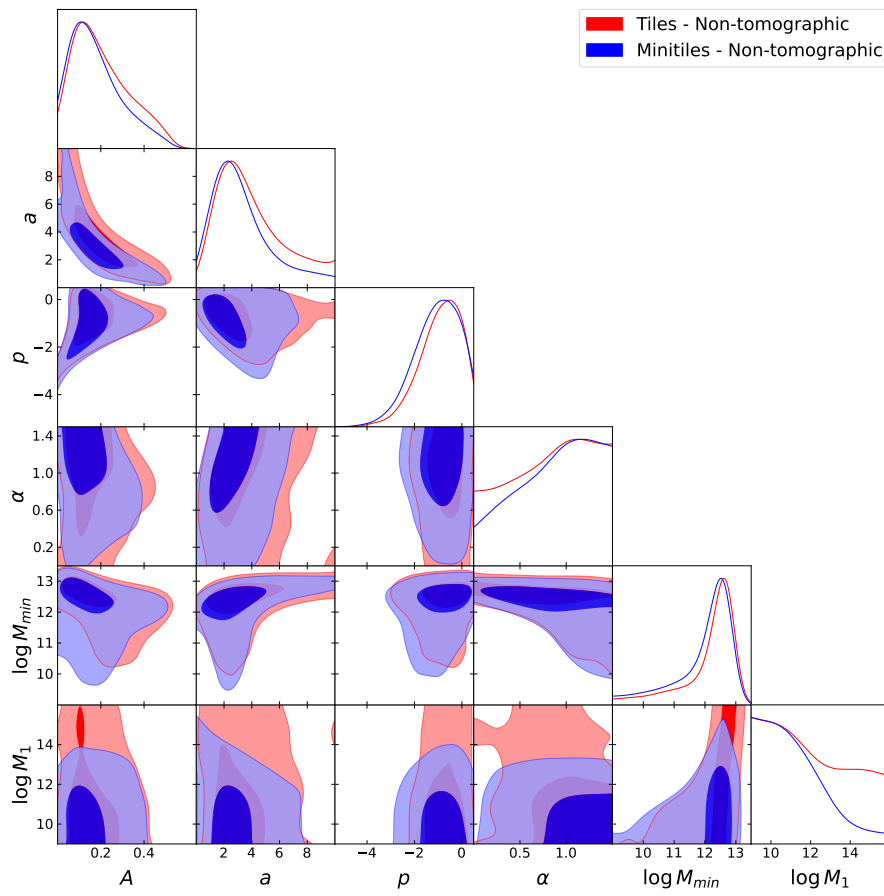 Tiles - Non-tomographic
Minitiles - Non-tomographic
8
6
4
2
a
0
−2
−4
p
1.4
1.0
0.6
0.2
α
13
12
11
10
log M_min
14
12
10
log M_1
0.2 0.4
2 4 6 8
−4 −2 0
0.5 1.0
10 11 12 13
10 12 14
A a p α log M_min log M_1